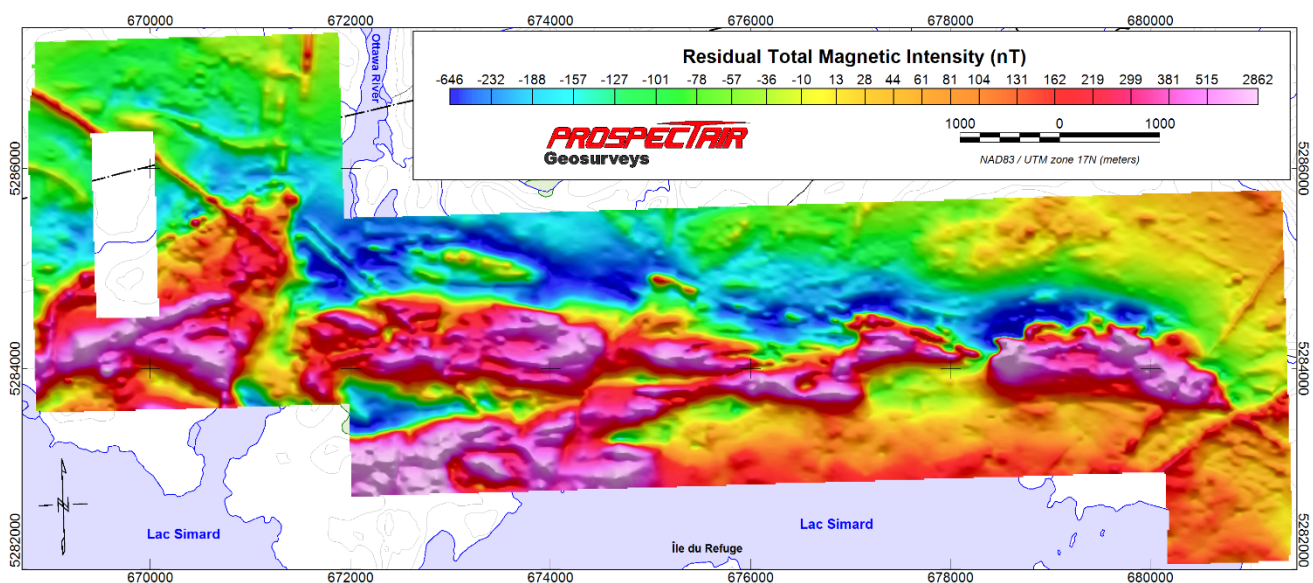 670000 672000 674000 676000 678000 680000
Ottawa River
Residual Total Magnetic Intensity (nT)
-646 -232 -188 -157 -127 -101 -78 -57 -36 -10 13 28 44 61 81 104 131 162 219 299 381 515 2862
PROSPECTAIR
Geosurveys
1000 0 1000
NAD83 / UTM zone 17N (meters)
5286000 5286000
5284000 5284000
5282000 5282000
N
Lac Simard
Lac Simard
Île du Refuge
670000 672000 674000 676000 678000 680000